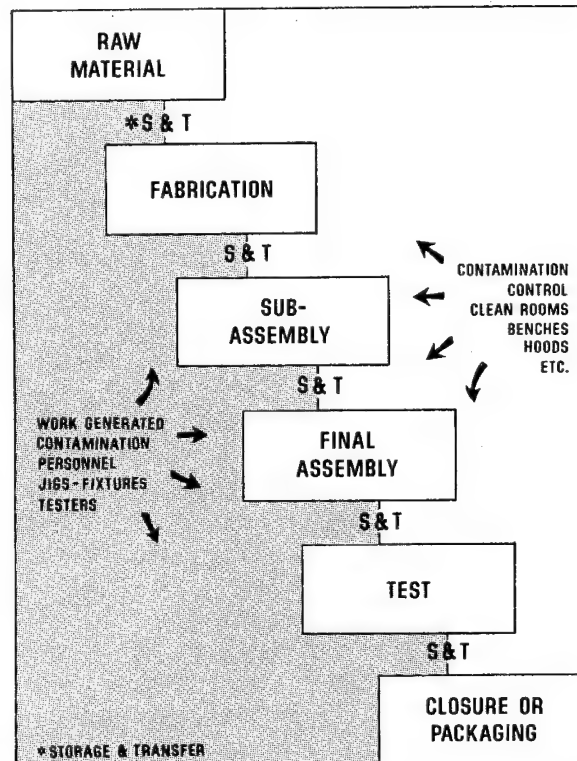 RAW
MATERIAL
*S & T
FABRICATION
S & T
CONTAMINATION
CONTROL
CLEAN ROOMS
BENCHES
HOODS
ETC.
SUB-
ASSEMBLY
S & T
WORK GENERATED
CONTAMINATION
PERSONNEL
JIGS-FIXTURES
TESTERS
FINAL
ASSEMBLY
S & T
TEST
S & T
CLOSURE OR
PACKAGING
*STORAGE & TRANSFER